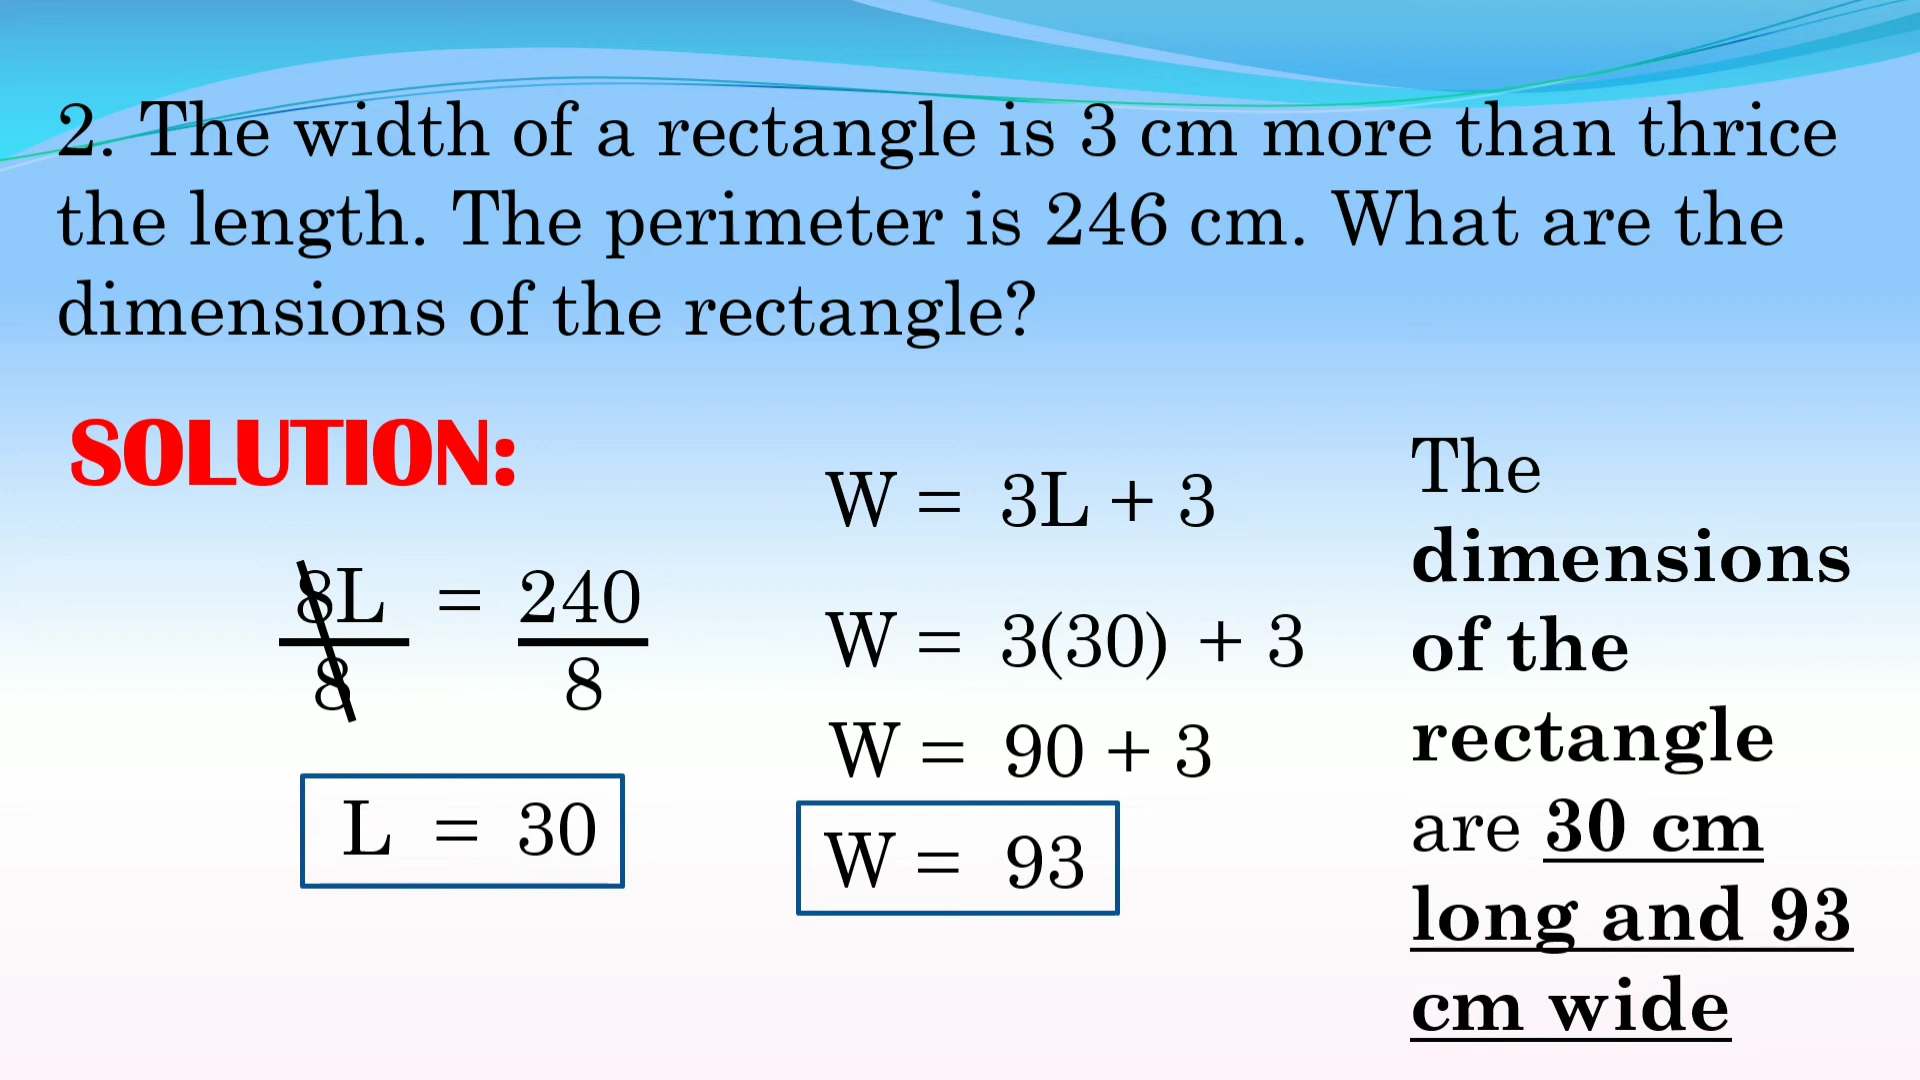 2. The width of a rectangle is 3 cm more than thrice
the length. The perimeter is 246 cm. What are the
dimensions of the rectangle?
SOLUTION:
8L = 240
8 8
L = 30
W = 3L + 3
W = 3(30) + 3
W = 90 + 3
W = 93
The
dimensions
of the
rectangle
are 30 cm
long and 93
cm wide